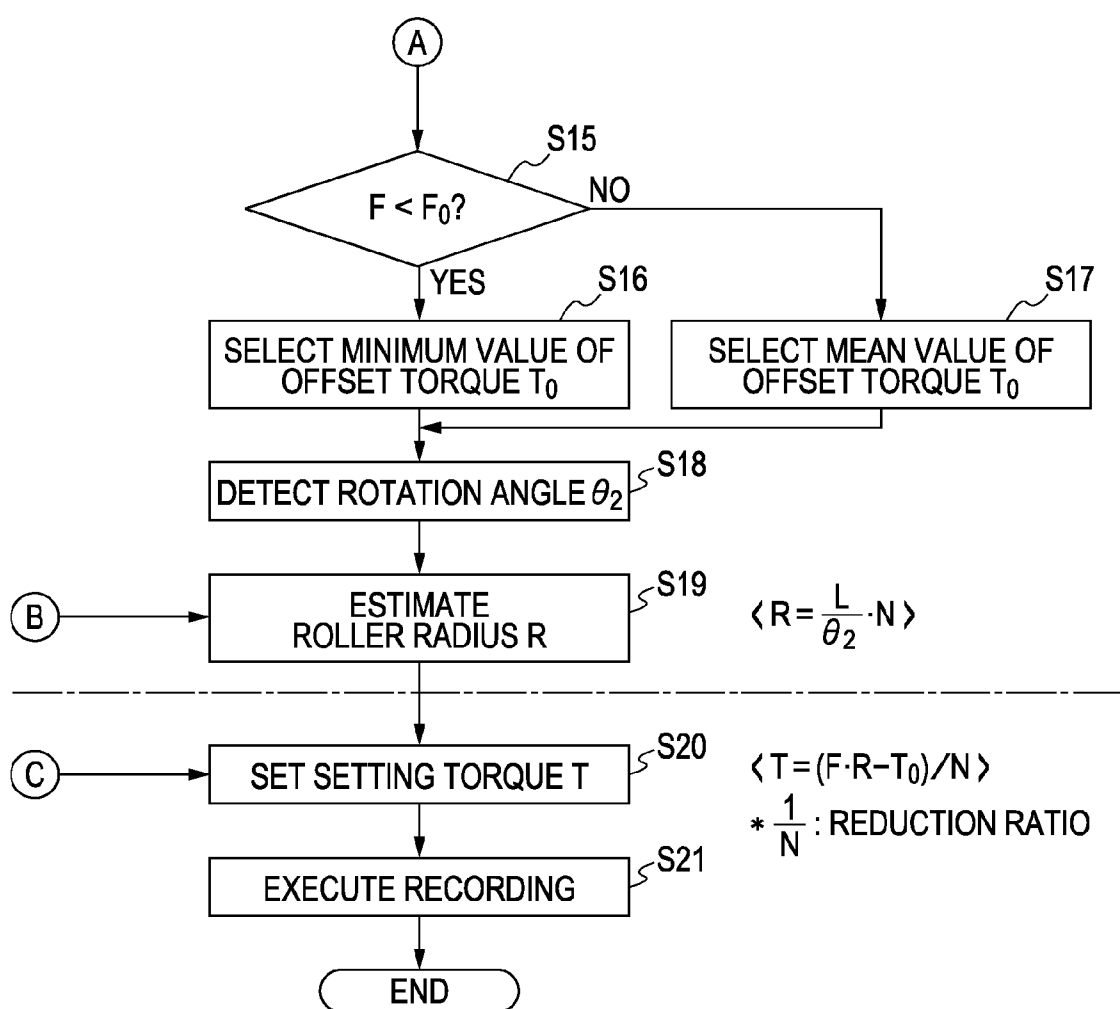 A
S15
F < F₀?
NO
YES
S16
S17
SELECT MINIMUM VALUE OF
OFFSET TORQUE T₀
SELECT MEAN VALUE OF
OFFSET TORQUE T₀
S18
DETECT ROTATION ANGLE θ₂
B
S19
ESTIMATE
ROLLER RADIUS R
⟨R = L/θ₂ · N⟩
C
S20
SET SETTING TORQUE T
⟨T = (F·R−T₀)/N⟩
* 1/N : REDUCTION RATIO
S21
EXECUTE RECORDING
END